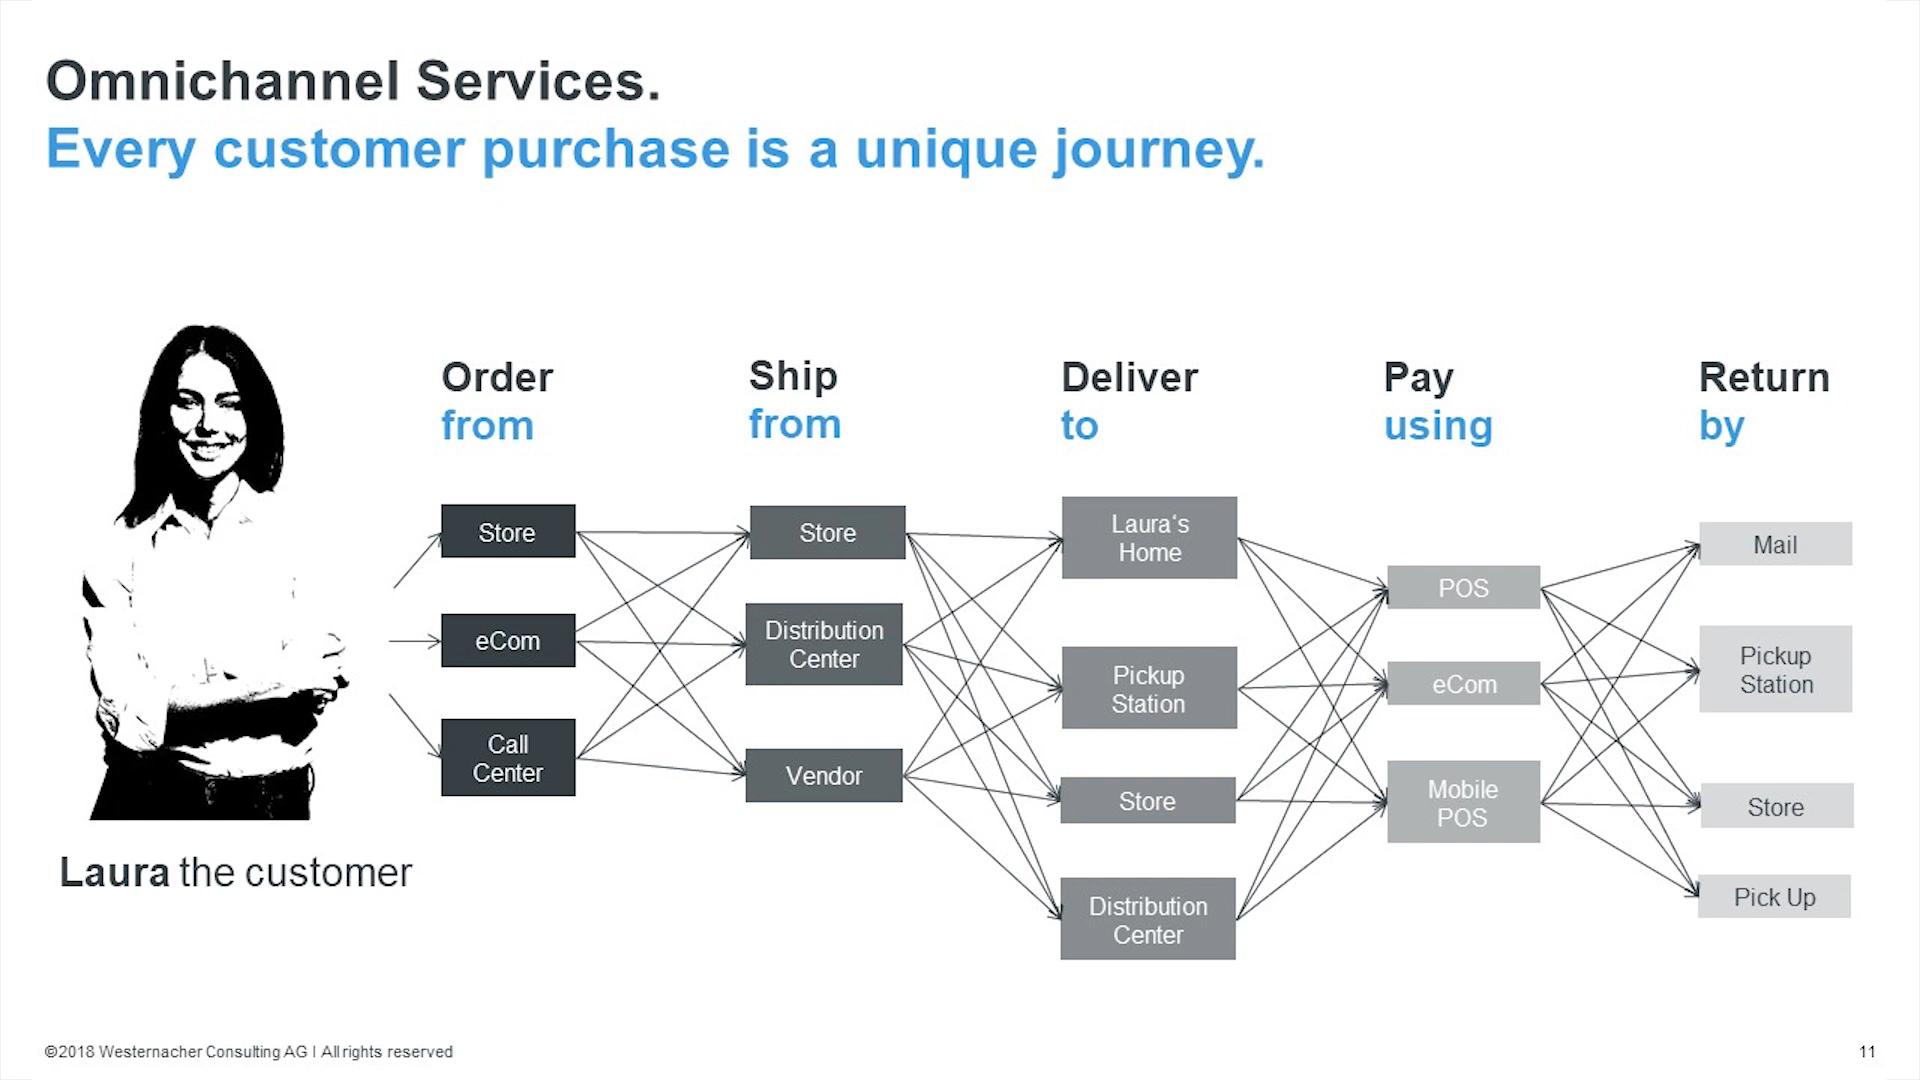 Omnichannel Services.
Every customer purchase is a unique journey.
Order
from
Ship
from
Deliver
to
Pay
using
Return
by
Store
eCom
Call
Center
Store
Distribution
Center
Vendor
Laura‘s
Home
Pickup
Station
Store
Distribution
Center
POS
eCom
Mobile
POS
Mail
Pickup
Station
Store
Pick Up
Laura the customer
©2018 Westernacher Consulting AG I All rights reserved
11